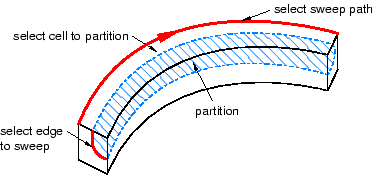 select sweep path
select cell to partition
partition
select edge
to sweep